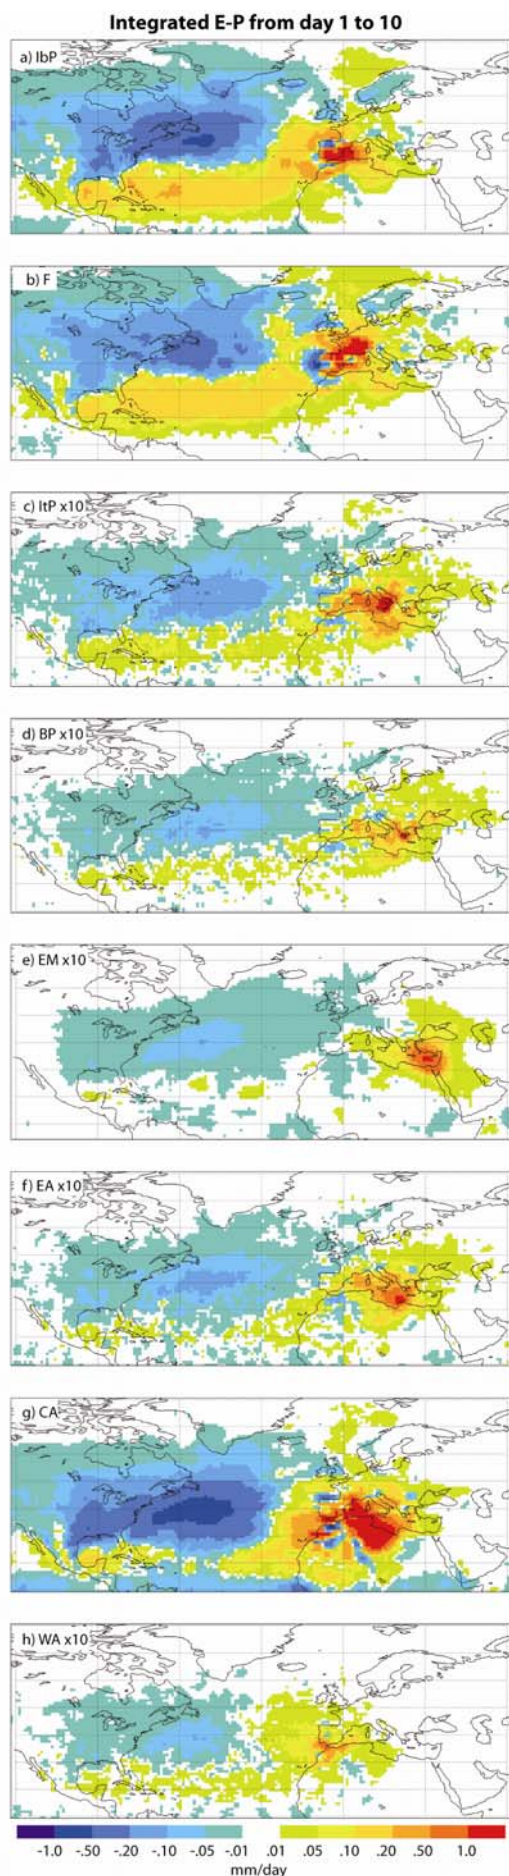 Integrated E-P from day 1 to 10
a) IbP
b) F
c) ItP x10
d) BP x10
e) EM x10
f) EA x10
g) CA
h) WA x10
-1.0 -.50 -.20 -.10 -.05 -.01 .01 .05 .10 .20 .50 1.0
mm/day